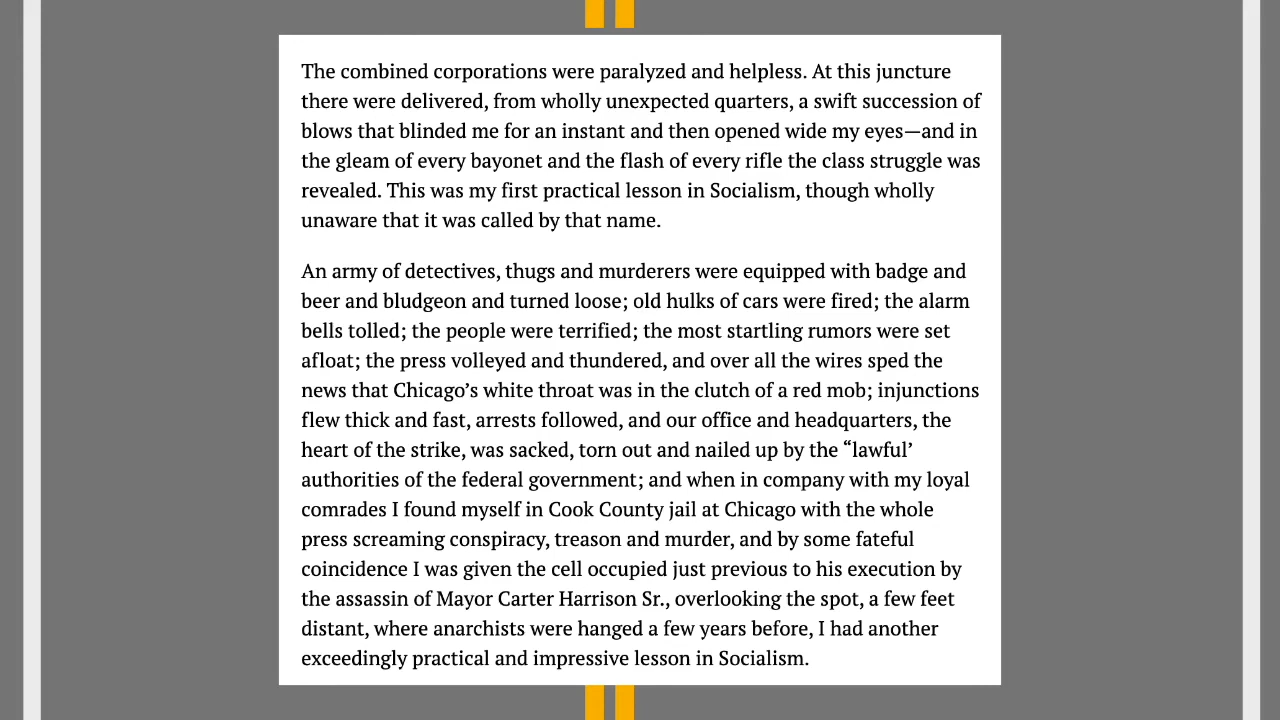 The combined corporations were paralyzed and helpless. At this juncture
there were delivered, from wholly unexpected quarters, a swift succession of
blows that blinded me for an instant and then opened wide my eyes—and in
the gleam of every bayonet and the flash of every rifle the class struggle was
revealed. This was my first practical lesson in Socialism, though wholly
unaware that it was called by that name.
An army of detectives, thugs and murderers were equipped with badge and
beer and bludgeon and turned loose; old hulks of cars were fired; the alarm
bells tolled; the people were terrified; the most startling rumors were set
afloat; the press volleyed and thundered, and over all the wires sped the
news that Chicago’s white throat was in the clutch of a red mob; injunctions
flew thick and fast, arrests followed, and our office and headquarters, the
heart of the strike, was sacked, torn out and nailed up by the “lawful’
authorities of the federal government; and when in company with my loyal
comrades I found myself in Cook County jail at Chicago with the whole
press screaming conspiracy, treason and murder, and by some fateful
coincidence I was given the cell occupied just previous to his execution by
the assassin of Mayor Carter Harrison Sr., overlooking the spot, a few feet
distant, where anarchists were hanged a few years before, I had another
exceedingly practical and impressive lesson in Socialism.